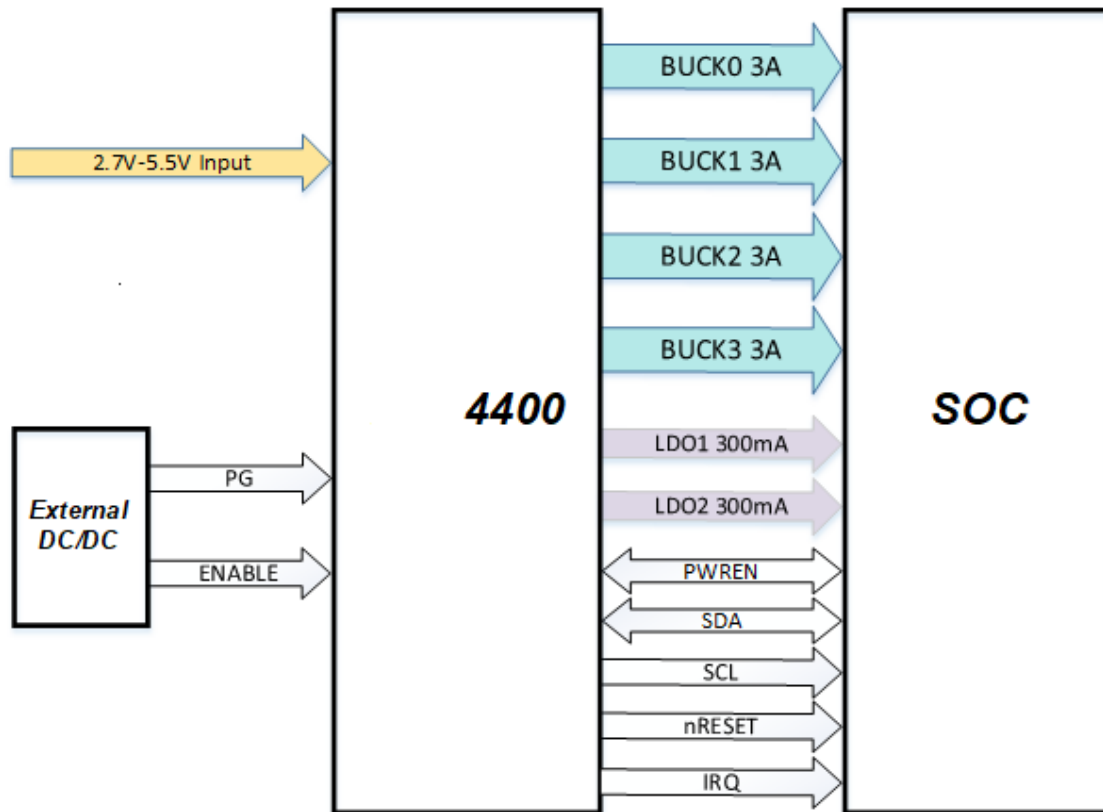 2.7V-5.5V Input
External
DC/DC
PG
ENABLE
4400
BUCK0 3A
BUCK1 3A
BUCK2 3A
BUCK3 3A
LDO1 300mA
LDO2 300mA
PWREN
SDA
SCL
nRESET
IRQ
SOC